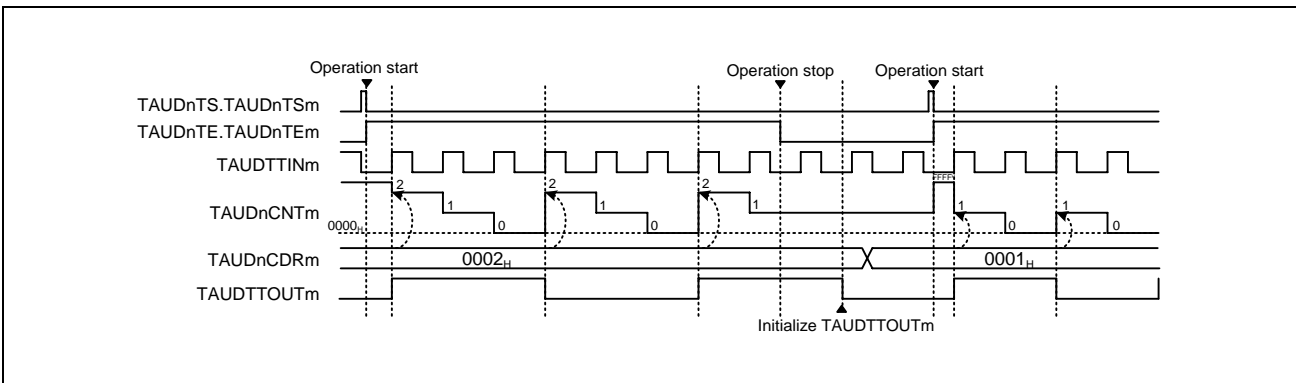 Operation start Operation stop Operation start
TAUDnTS.TAUDnTSm
TAUDnTE.TAUDnTEm
TAUDTTINm
FFFF
2 2 2 1 1
TAUDnCNTm 1 1 1 0 0
0000H 0 0
TAUDnCDRm 0002H 0001H
TAUDTTOUTm
Initialize TAUDTTOUTm